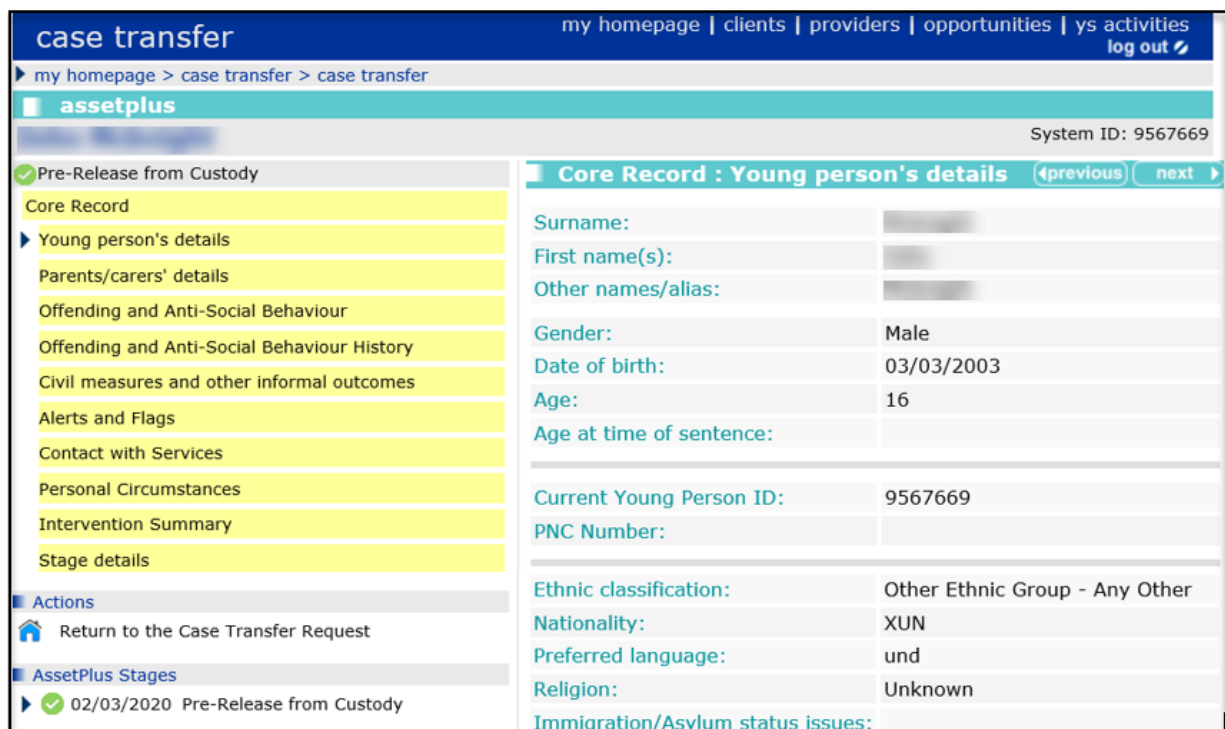 case transfer
my homepage | clients | providers | opportunities | ys activities
log out
my homepage > case transfer > case transfer
assetplus
System ID: 9567669
Pre-Release from Custody
Core Record
Young person's details
Parents/carers' details
Offending and Anti-Social Behaviour
Offending and Anti-Social Behaviour History
Civil measures and other informal outcomes
Alerts and Flags
Contact with Services
Personal Circumstances
Intervention Summary
Stage details
Actions
Return to the Case Transfer Request
AssetPlus Stages
02/03/2020 Pre-Release from Custody
Core Record : Young person's details previous next
Surname:
First name(s):
Other names/alias:
Gender: Male
Date of birth: 03/03/2003
Age: 16
Age at time of sentence:
Current Young Person ID: 9567669
PNC Number:
Ethnic classification: Other Ethnic Group - Any Other
Nationality: XUN
Preferred language: und
Religion: Unknown
Immigration/Asylum status issues: